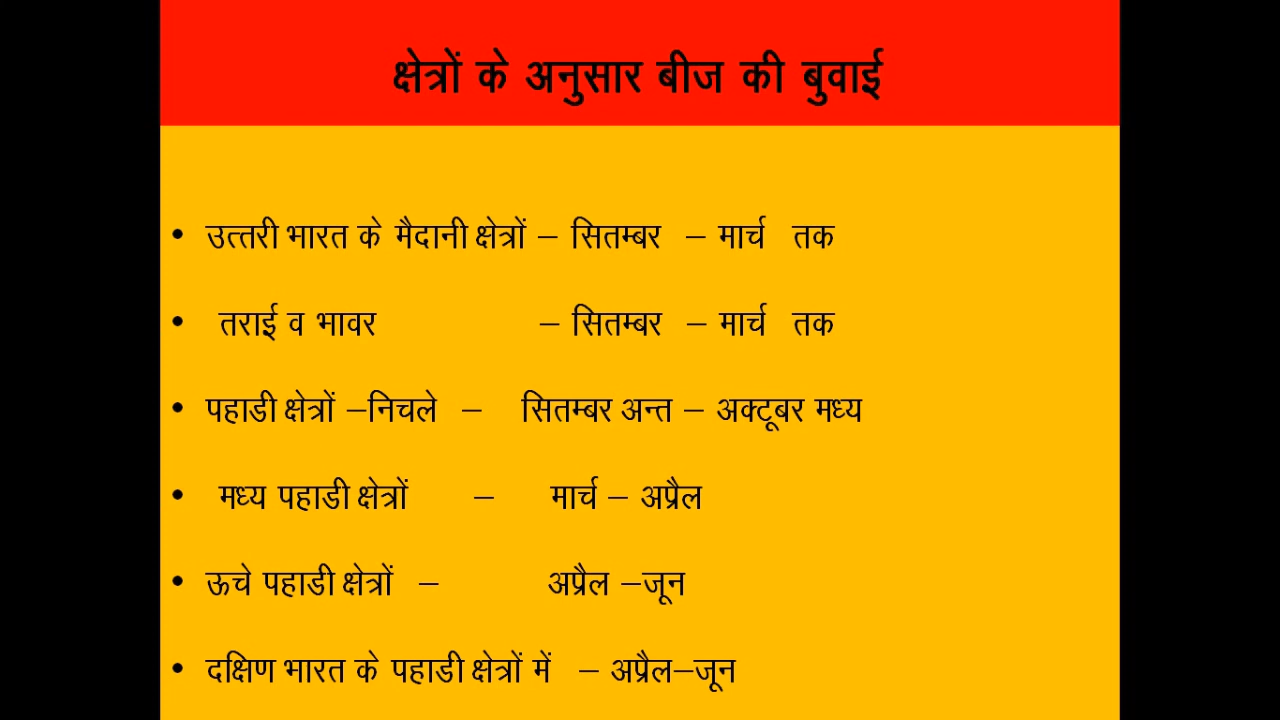 क्षेत्रों के अनुसार बीज की बुवाई
• उत्तरी भारत के मैदानी क्षेत्रों – सितम्बर – मार्च तक
• तराई व भावर – सितम्बर – मार्च तक
• पहाडी क्षेत्रों –निचले – सितम्बर अन्त – अक्टूबर मध्य
• मध्य पहाडी क्षेत्रों – मार्च – अप्रैल
• ऊचे पहाडी क्षेत्रों – अप्रैल –जून
• दक्षिण भारत के पहाडी क्षेत्रों में – अप्रैल–जून